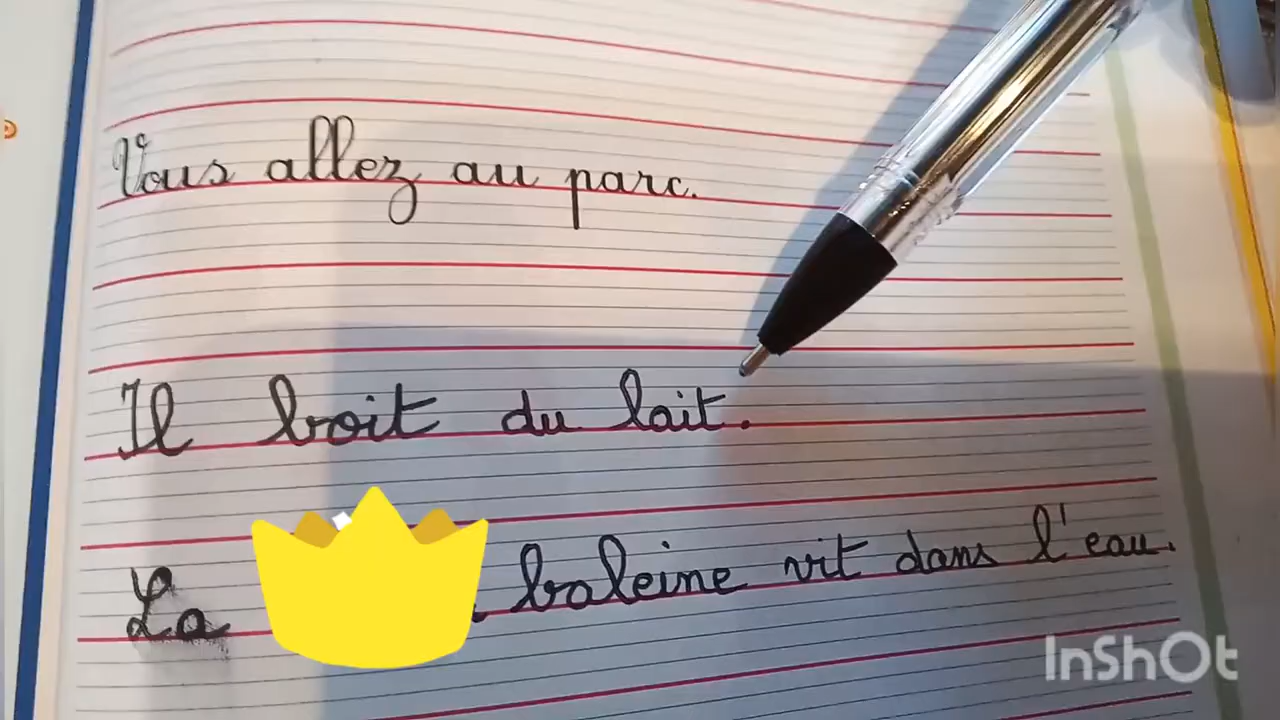 Vous allez au parc.
Il boit du lait.
La baleine vit dans l'eau.
InShOt